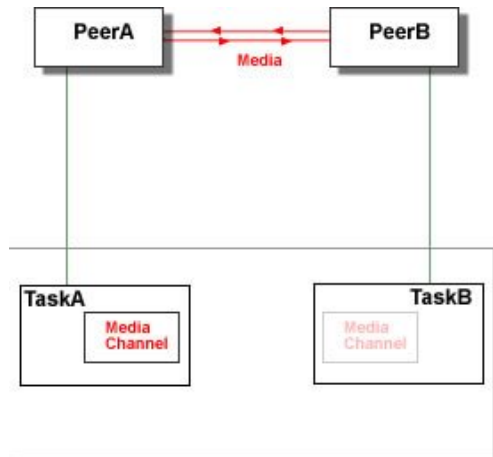 PeerA
PeerB
Media
TaskA
TaskB
Media
Channel
Media
Channel